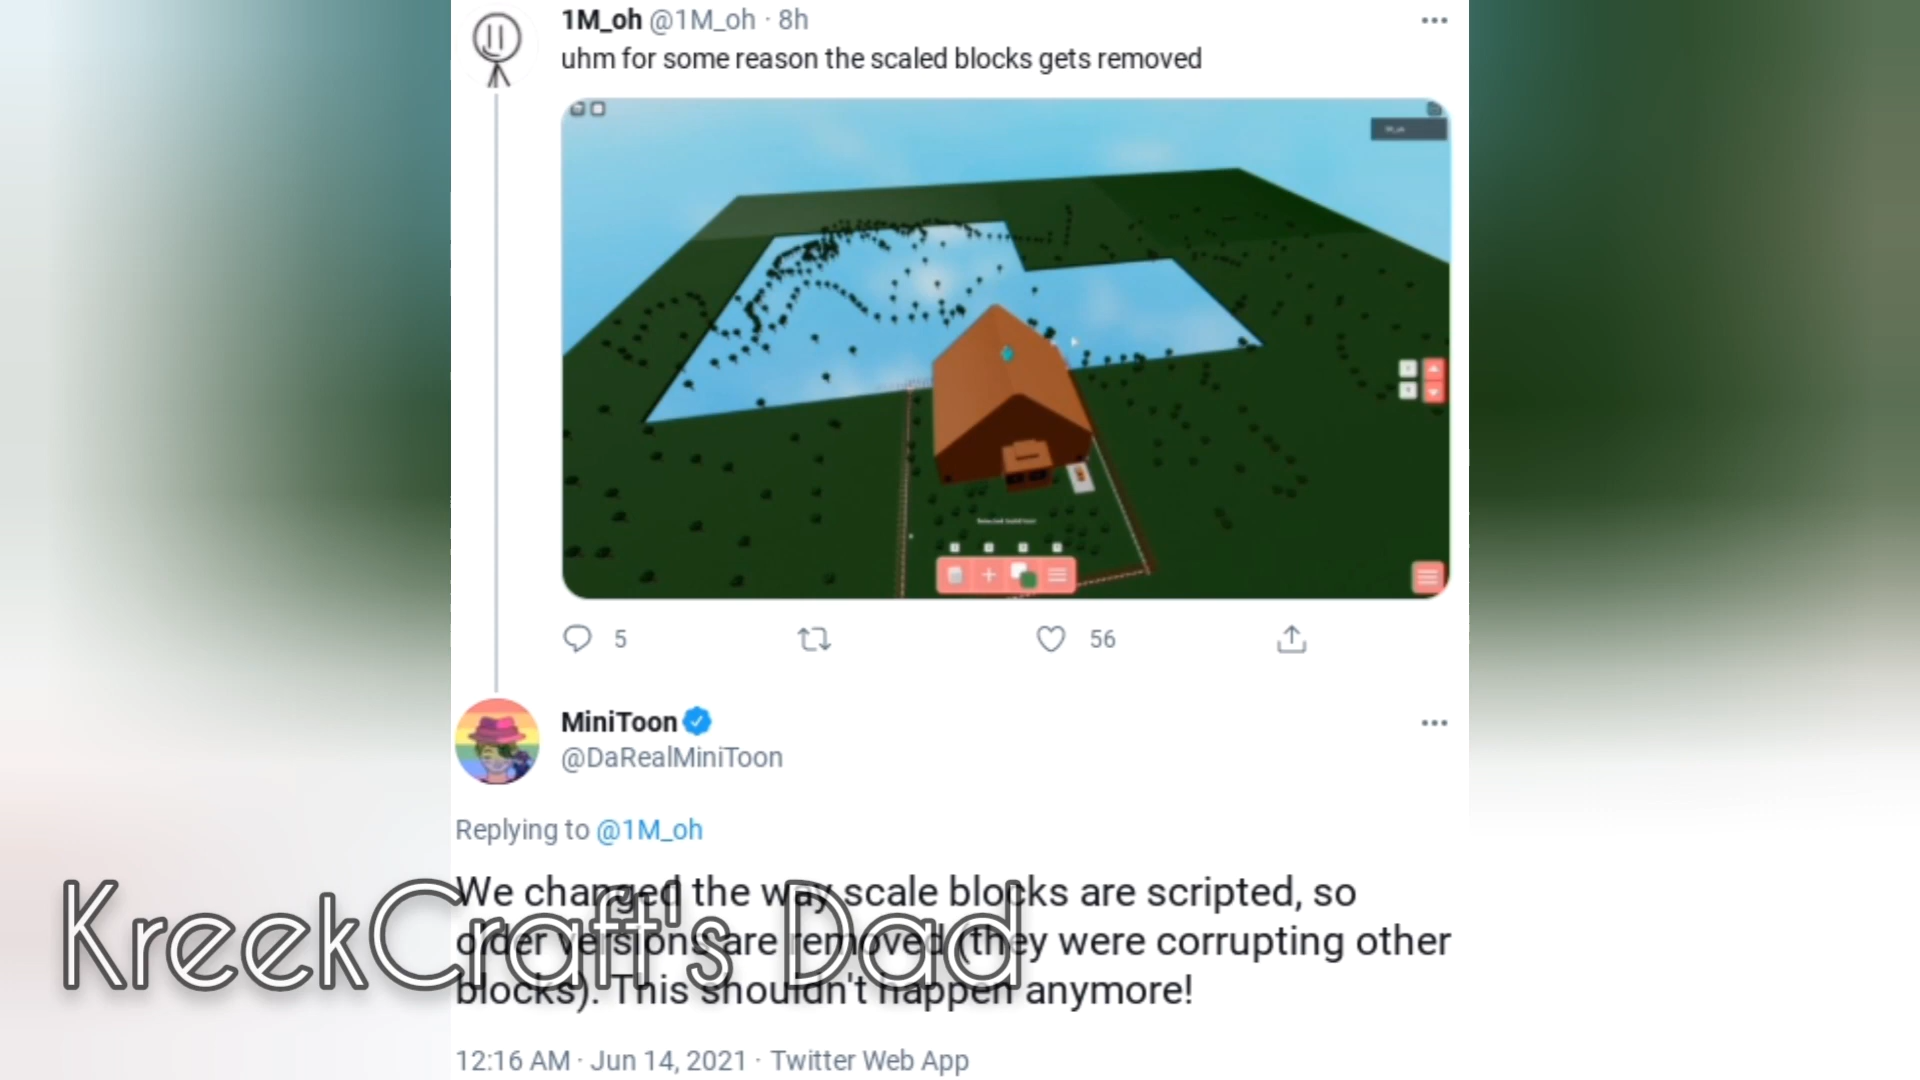 1M_oh @1M_oh · 8h
uhm for some reason the scaled blocks gets removed
5
56
MiniToon
@DaRealMiniToon
Replying to @1M_oh
We changed the way scale blocks are scripted, so
older versions are removed (they were corrupting other
blocks). This shouldn't happen anymore!
KreekCraft's Dad
12:16 AM · Jun 14, 2021 · Twitter Web App